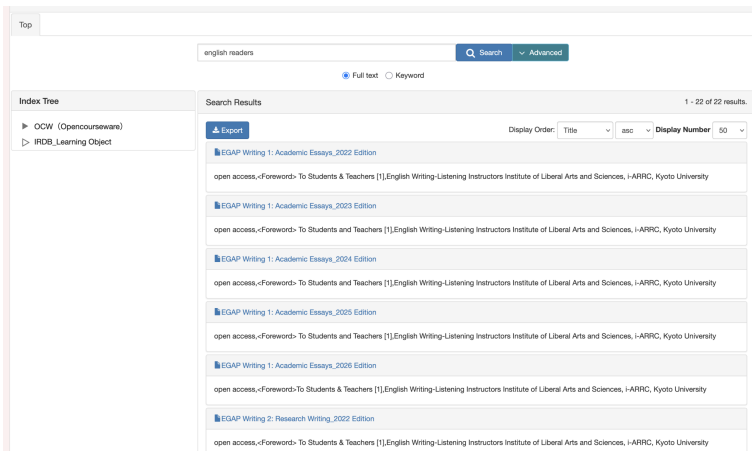 Top
english readers
Search
Advanced
Full text
Keyword
Index Tree
OCW（Opencourseware）
IRDB_Learning Object
Search Results
1 - 22 of 22 results.
Export
Display Order: Title asc Display Number 50
EGAP Writing 1: Academic Essays_2022 Edition
open access,<Foreword> To Students & Teachers [1],English Writing-Listening Instructors Institute of Liberal Arts and Sciences, i-ARRC, Kyoto University
EGAP Writing 1: Academic Essays_2023 Edition
open access,<Foreword> To Students and Teachers [1],English Writing-Listening Instructors Institute of Liberal Arts and Sciences, i-ARRC, Kyoto University
EGAP Writing 1: Academic Essays_2024 Edition
open access,<Foreword> To Students and Teachers [1],English Writing-Listening Instructors Institute of Liberal Arts and Sciences, i-ARRC, Kyoto University
EGAP Writing 1: Academic Essays_2025 Edition
open access,<Foreword> To Students and Teachers [1],English Writing-Listening Instructors Institute of Liberal Arts and Sciences, i-ARRC, Kyoto University
EGAP Writing 1: Academic Essays_2026 Edition
open access,<Foreword>To Students & Teachers [1],English Writing-Listening Instructors Institute of Liberal Arts and Sciences, i-ARRC, Kyoto University
EGAP Writing 2: Research Writing_2022 Edition
open access,<Foreword> To Students & Teachers [1],English Writing-Listening Instructors Institute of Liberal Arts and Sciences, i-ARRC, Kyoto University